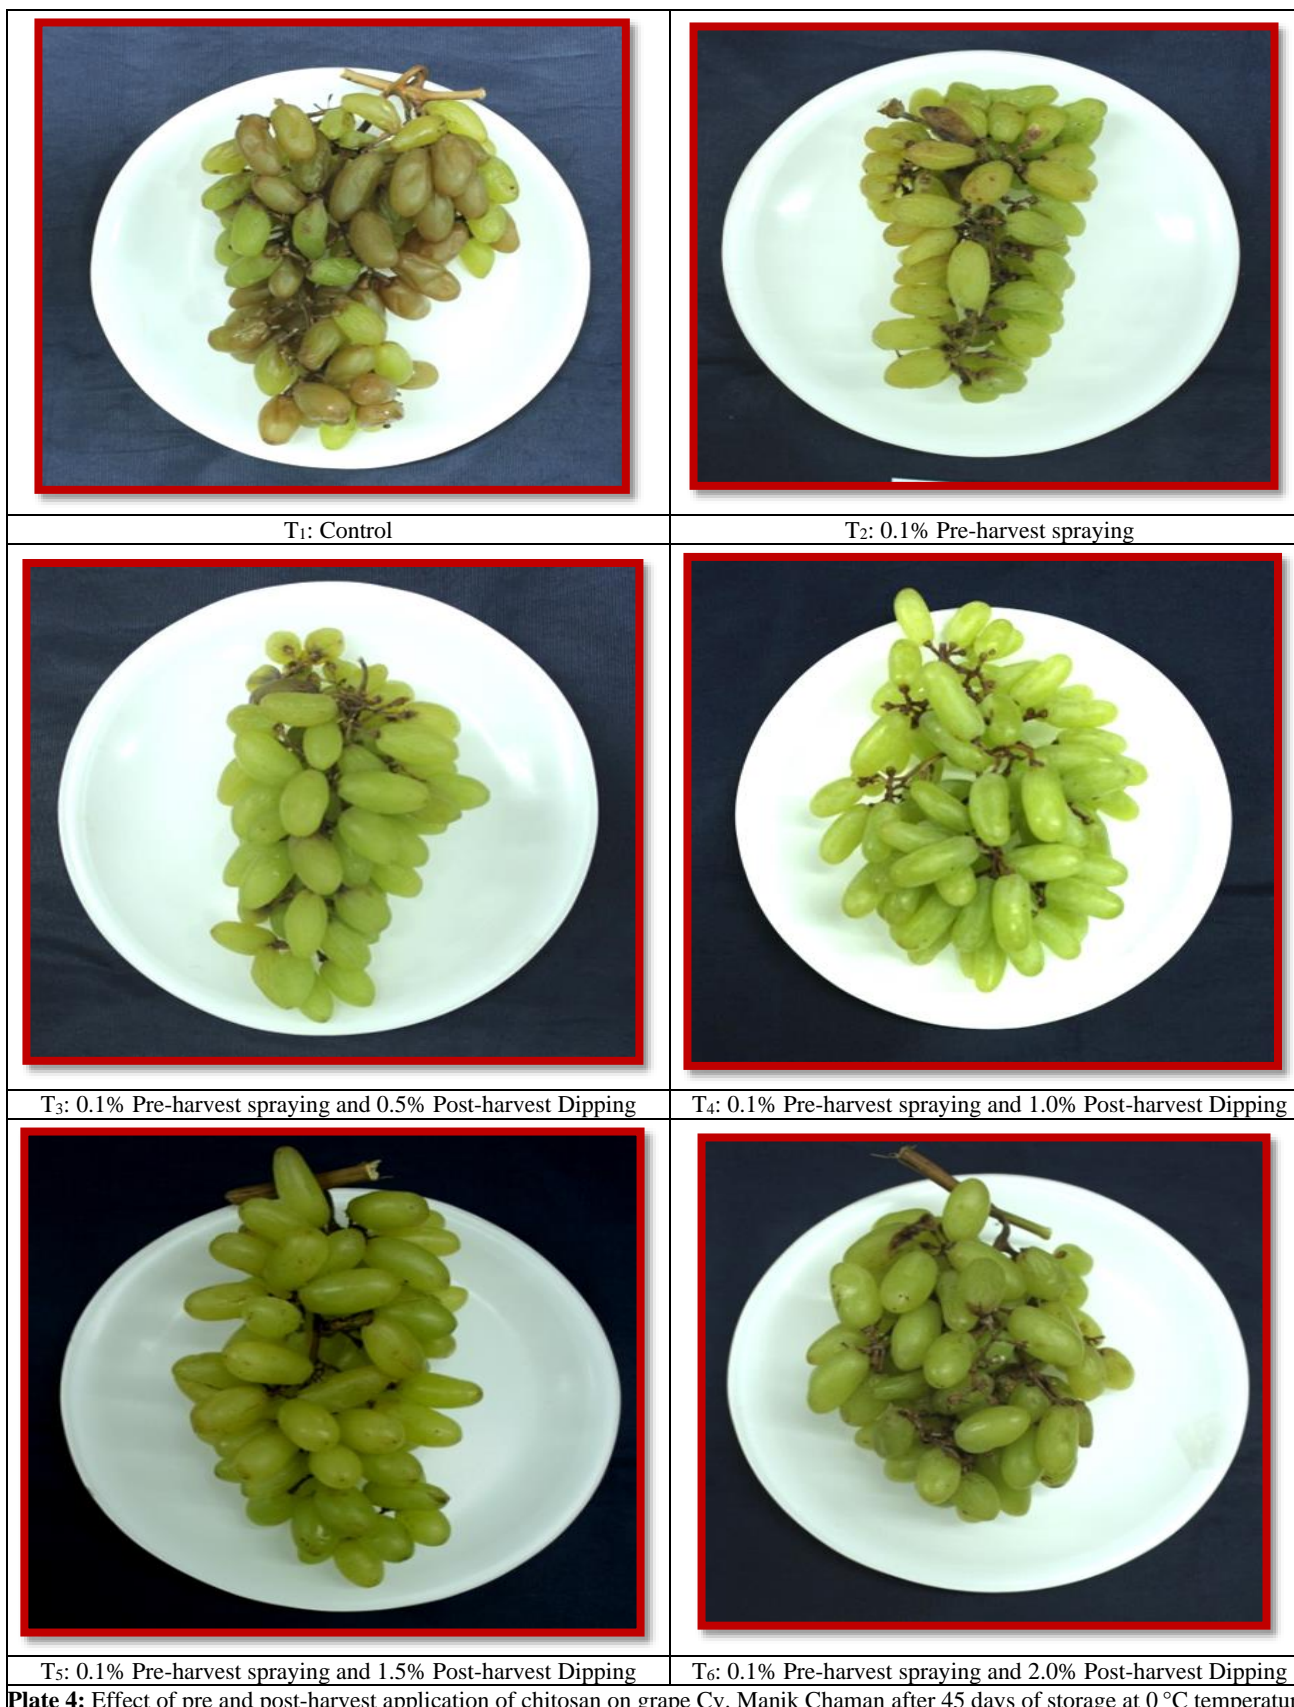 T₁: Control
T₂: 0.1% Pre-harvest spraying
T₃: 0.1% Pre-harvest spraying and 0.5% Post-harvest Dipping
T₄: 0.1% Pre-harvest spraying and 1.0% Post-harvest Dipping
T₅: 0.1% Pre-harvest spraying and 1.5% Post-harvest Dipping
T₆: 0.1% Pre-harvest spraying and 2.0% Post-harvest Dipping
Plate 4: Effect of pre and post-harvest application of chitosan on grape Cv. Manik Chaman after 45 days of storage at 0 °C